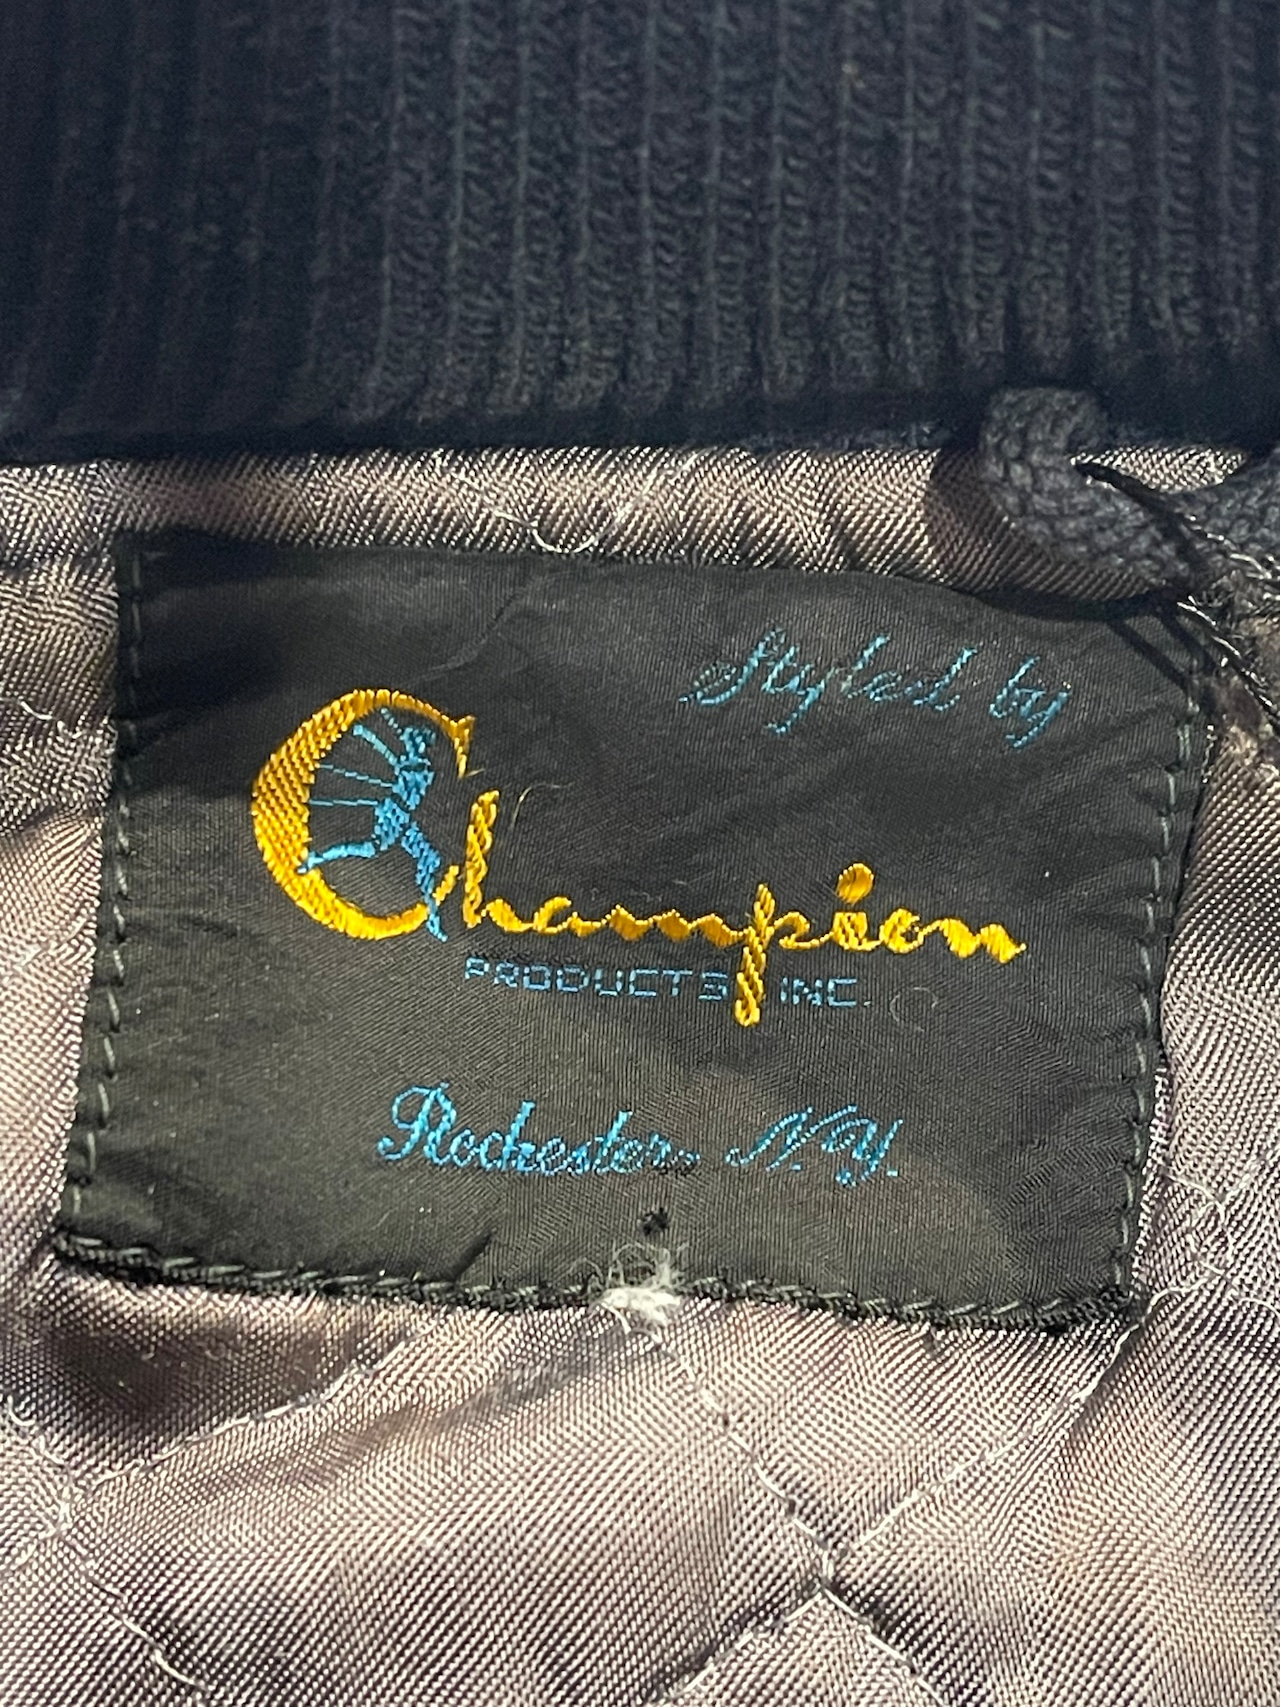 Styled by
Champion
PRODUCTS, INC.
Rochester, N.Y.